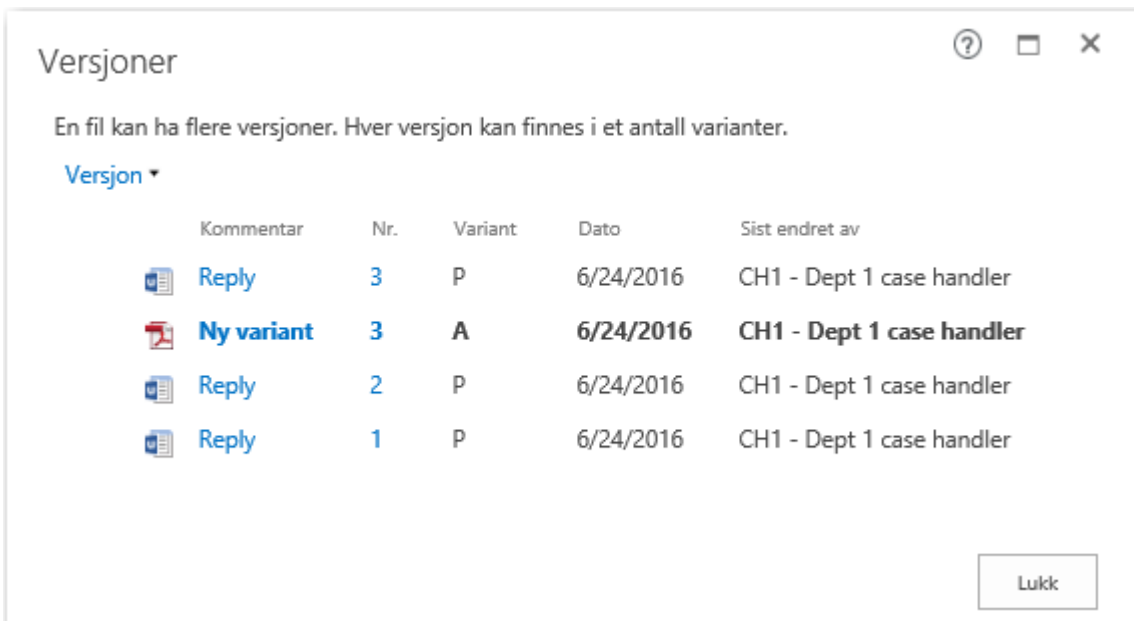 Versjoner
En fil kan ha flere versjoner. Hver versjon kan finnes i et antall varianter.
Versjon
Kommentar Nr. Variant Dato Sist endret av
Reply 3 P 6/24/2016 CH1 - Dept 1 case handler
Ny variant 3 A 6/24/2016 CH1 - Dept 1 case handler
Reply 2 P 6/24/2016 CH1 - Dept 1 case handler
Reply 1 P 6/24/2016 CH1 - Dept 1 case handler
Lukk